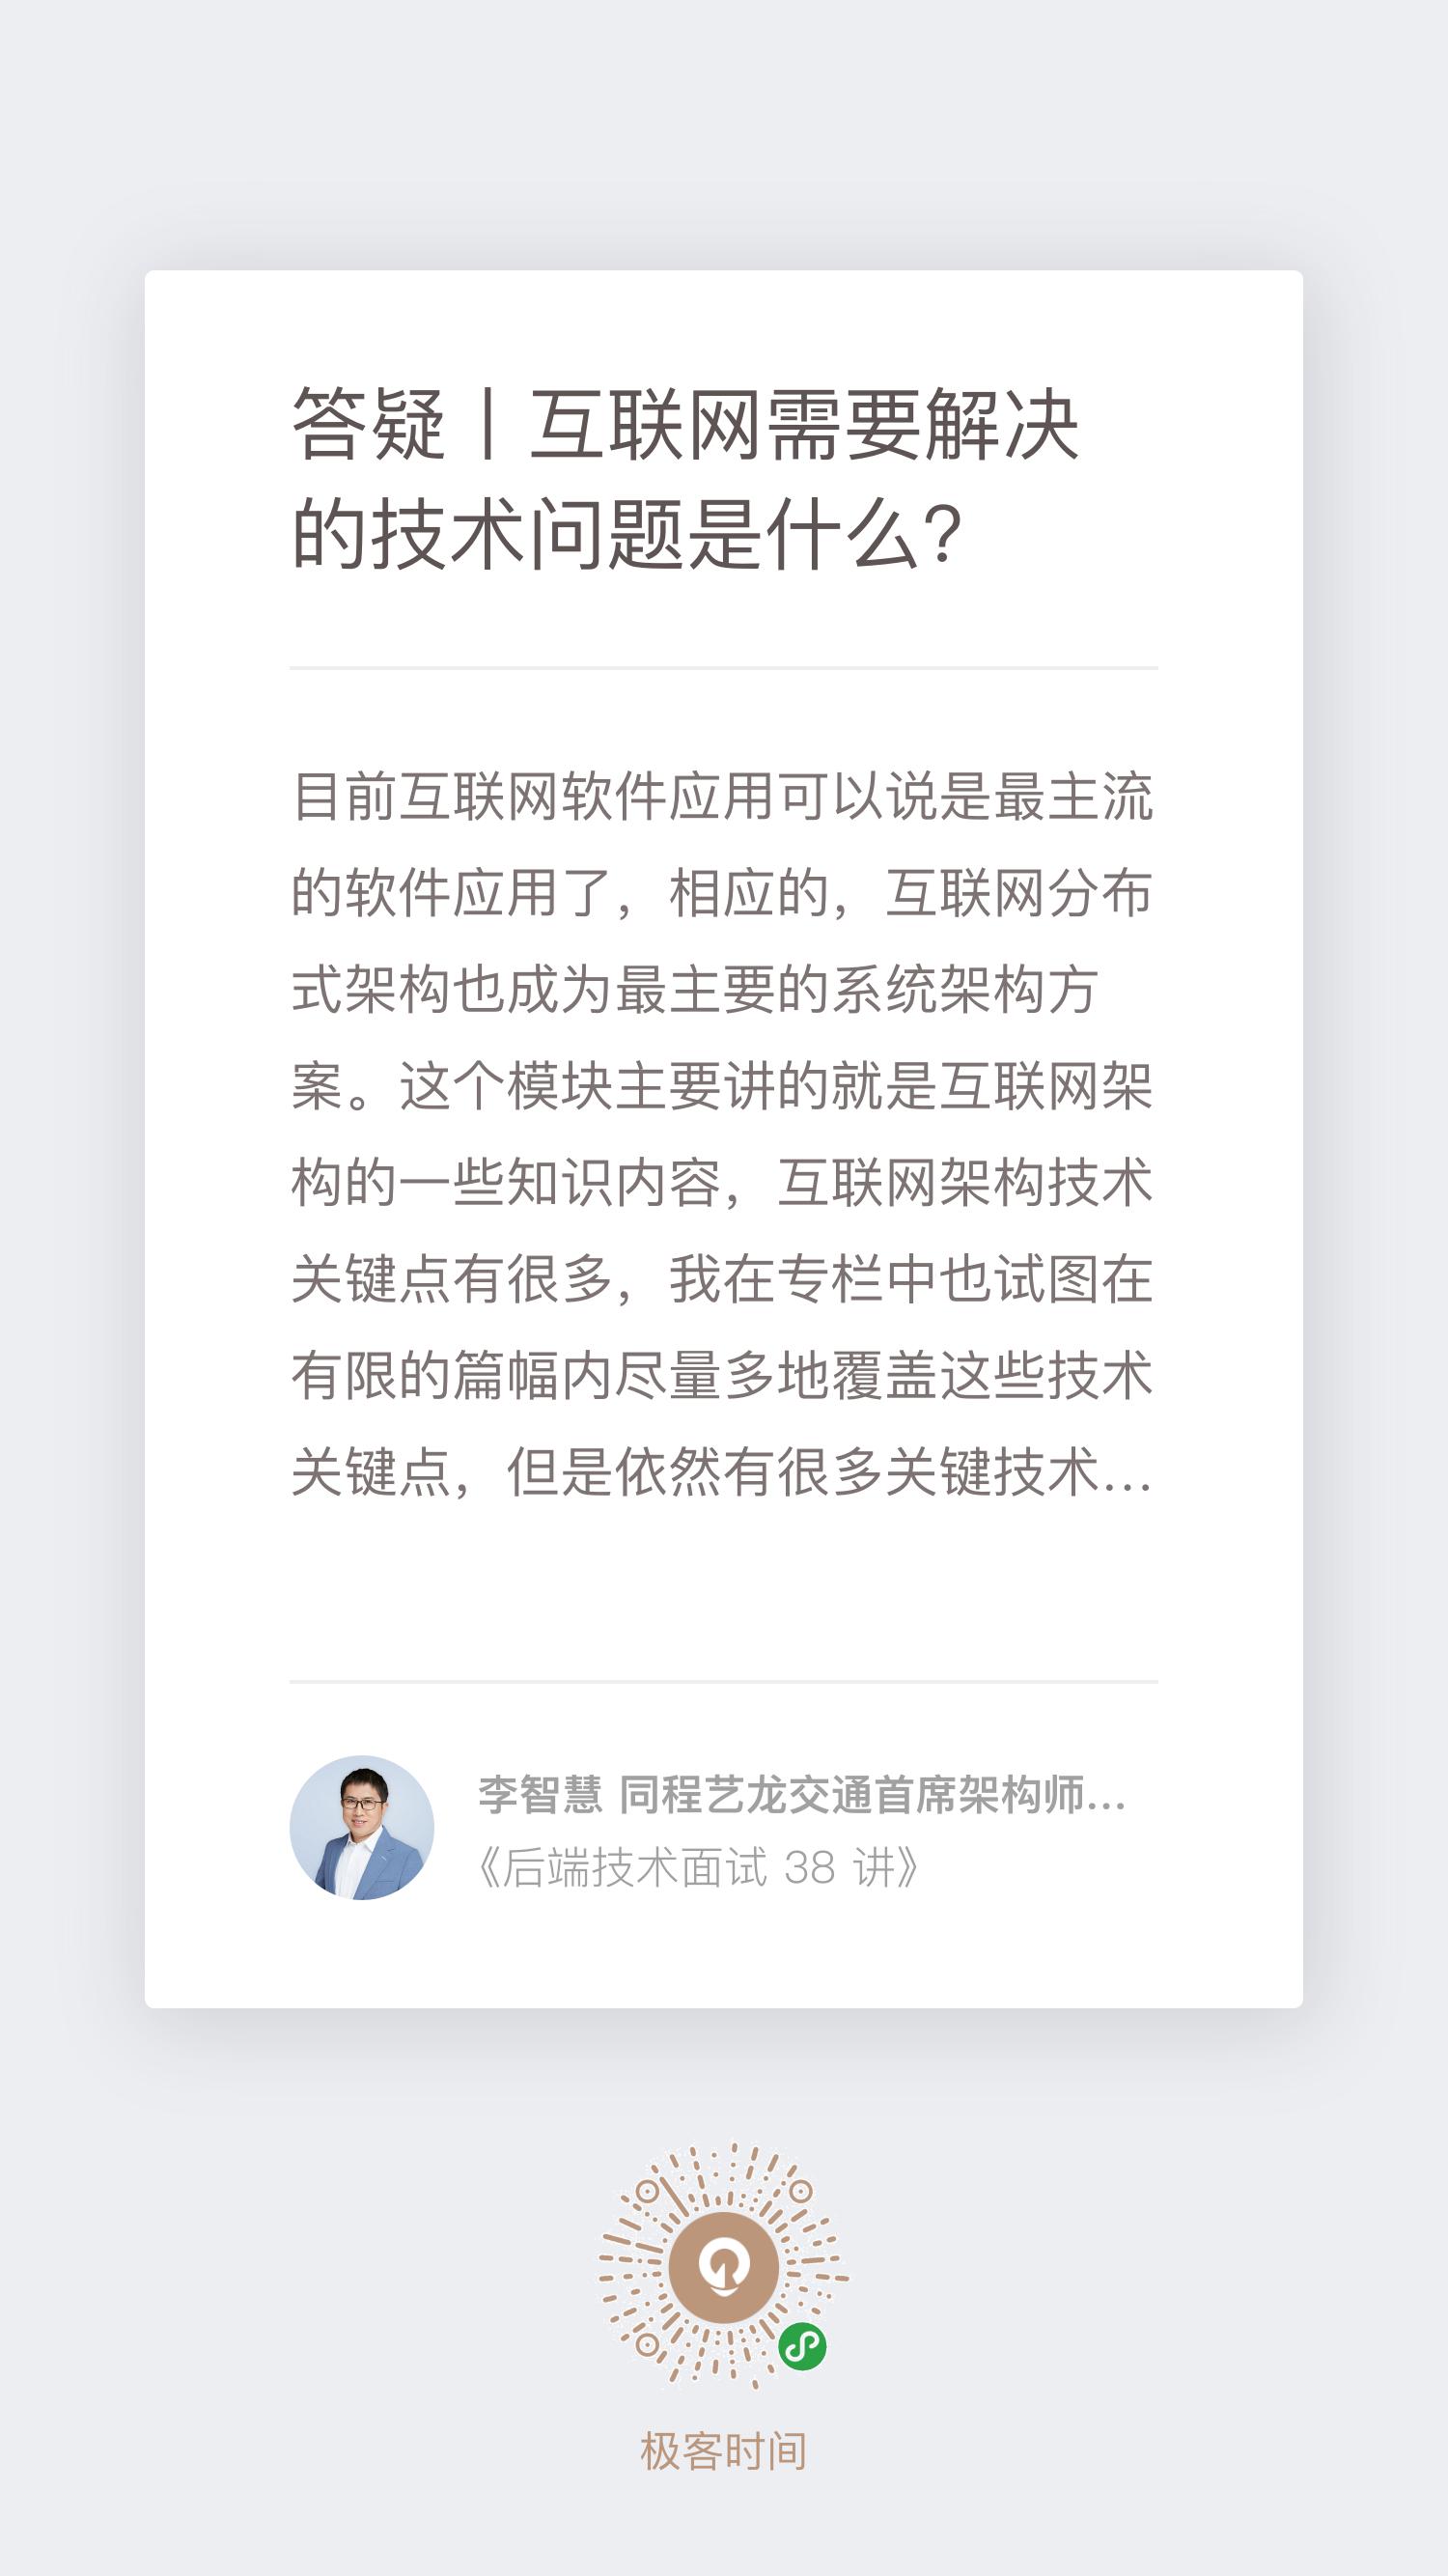 答疑丨互联网需要解决
的技术问题是什么?
目前互联网软件应用可以说是最主流
的软件应用了，相应的，互联网分布
式架构也成为最主要的系统架构方
案。这个模块主要讲的就是互联网架
构的一些知识内容，互联网架构技术
关键点有很多，我在专栏中也试图在
有限的篇幅内尽量多地覆盖这些技术
关键点，但是依然有很多关键技术...
李智慧 同程艺龙交通首席架构师...
《后端技术面试 38 讲》
极客时间